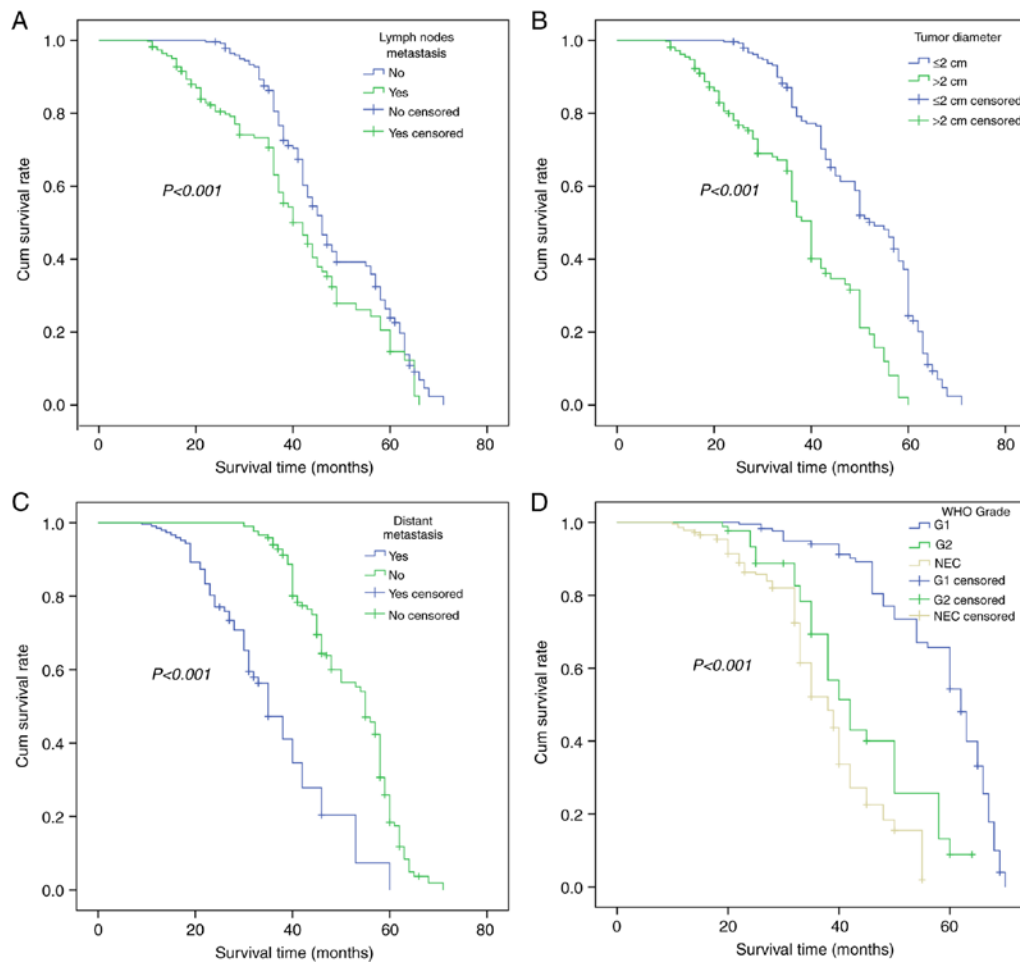 A
Lymph nodes
metastasis
No
Yes
No censored
Yes censored
P<0.001
Cum survival rate
1.0
0.8
0.6
0.4
0.2
0.0
0 20 40 60 80
Survival time (months)
B
Tumor diameter
≤2 cm
>2 cm
≤2 cm censored
>2 cm censored
P<0.001
Cum survival rate
1.0
0.8
0.6
0.4
0.2
0.0
0 20 40 60 80
Survival time (months)
C
Distant
metastasis
Yes
No
Yes censored
No censored
P<0.001
Cum survival rate
1.0
0.8
0.6
0.4
0.2
0.0
0 20 40 60 80
Survival time (months)
D
WHO Grade
G1
G2
NEC
G1 censored
G2 censored
NEC censored
P<0.001
Cum survival rate
1.0
0.8
0.6
0.4
0.2
0.0
0 20 40 60
Survival time (months)